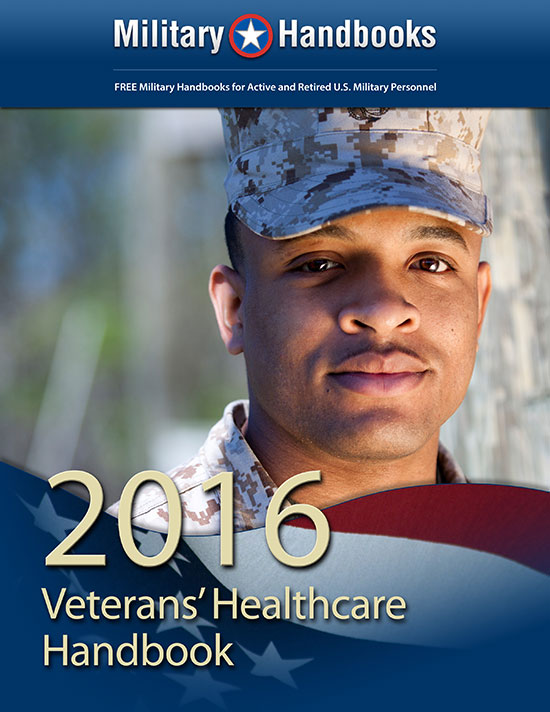 Military Handbooks
FREE Military Handbooks for Active and Retired U.S. Military Personnel
2016
Veterans’ Healthcare
Handbook